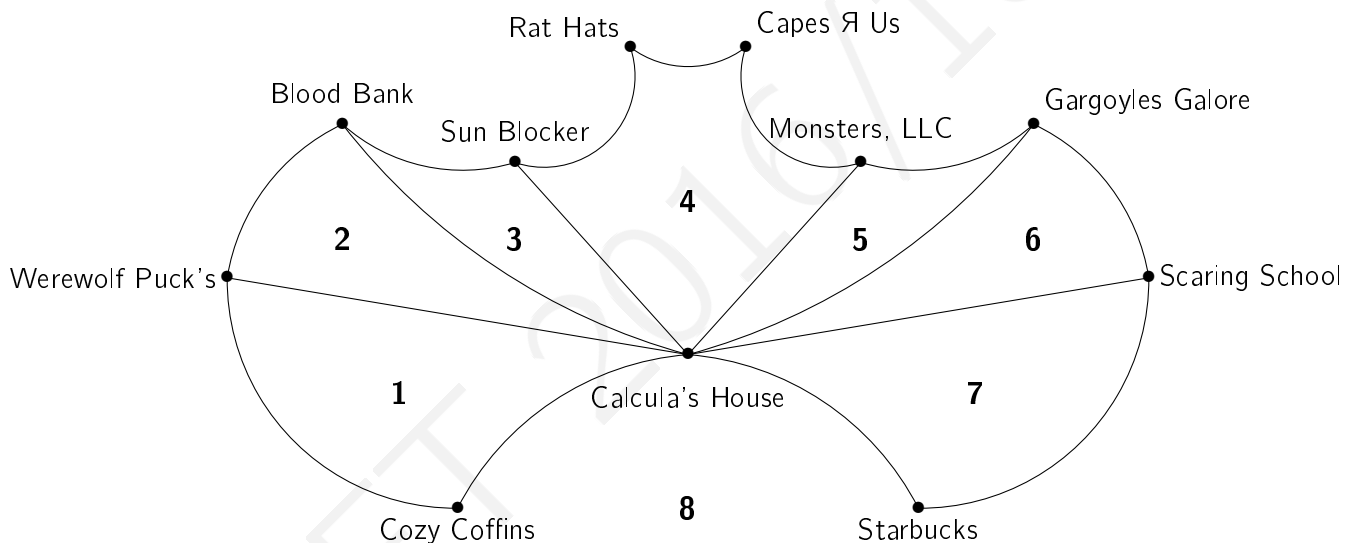 Rat Hats
Capes Я Us
Blood Bank
Gargoyles Galore
Sun Blocker
Monsters, LLC
4
2
3
5
6
Werewolf Puck's
Scaring School
1
Calcula's House
7
8
Cozy Coffins
Starbucks